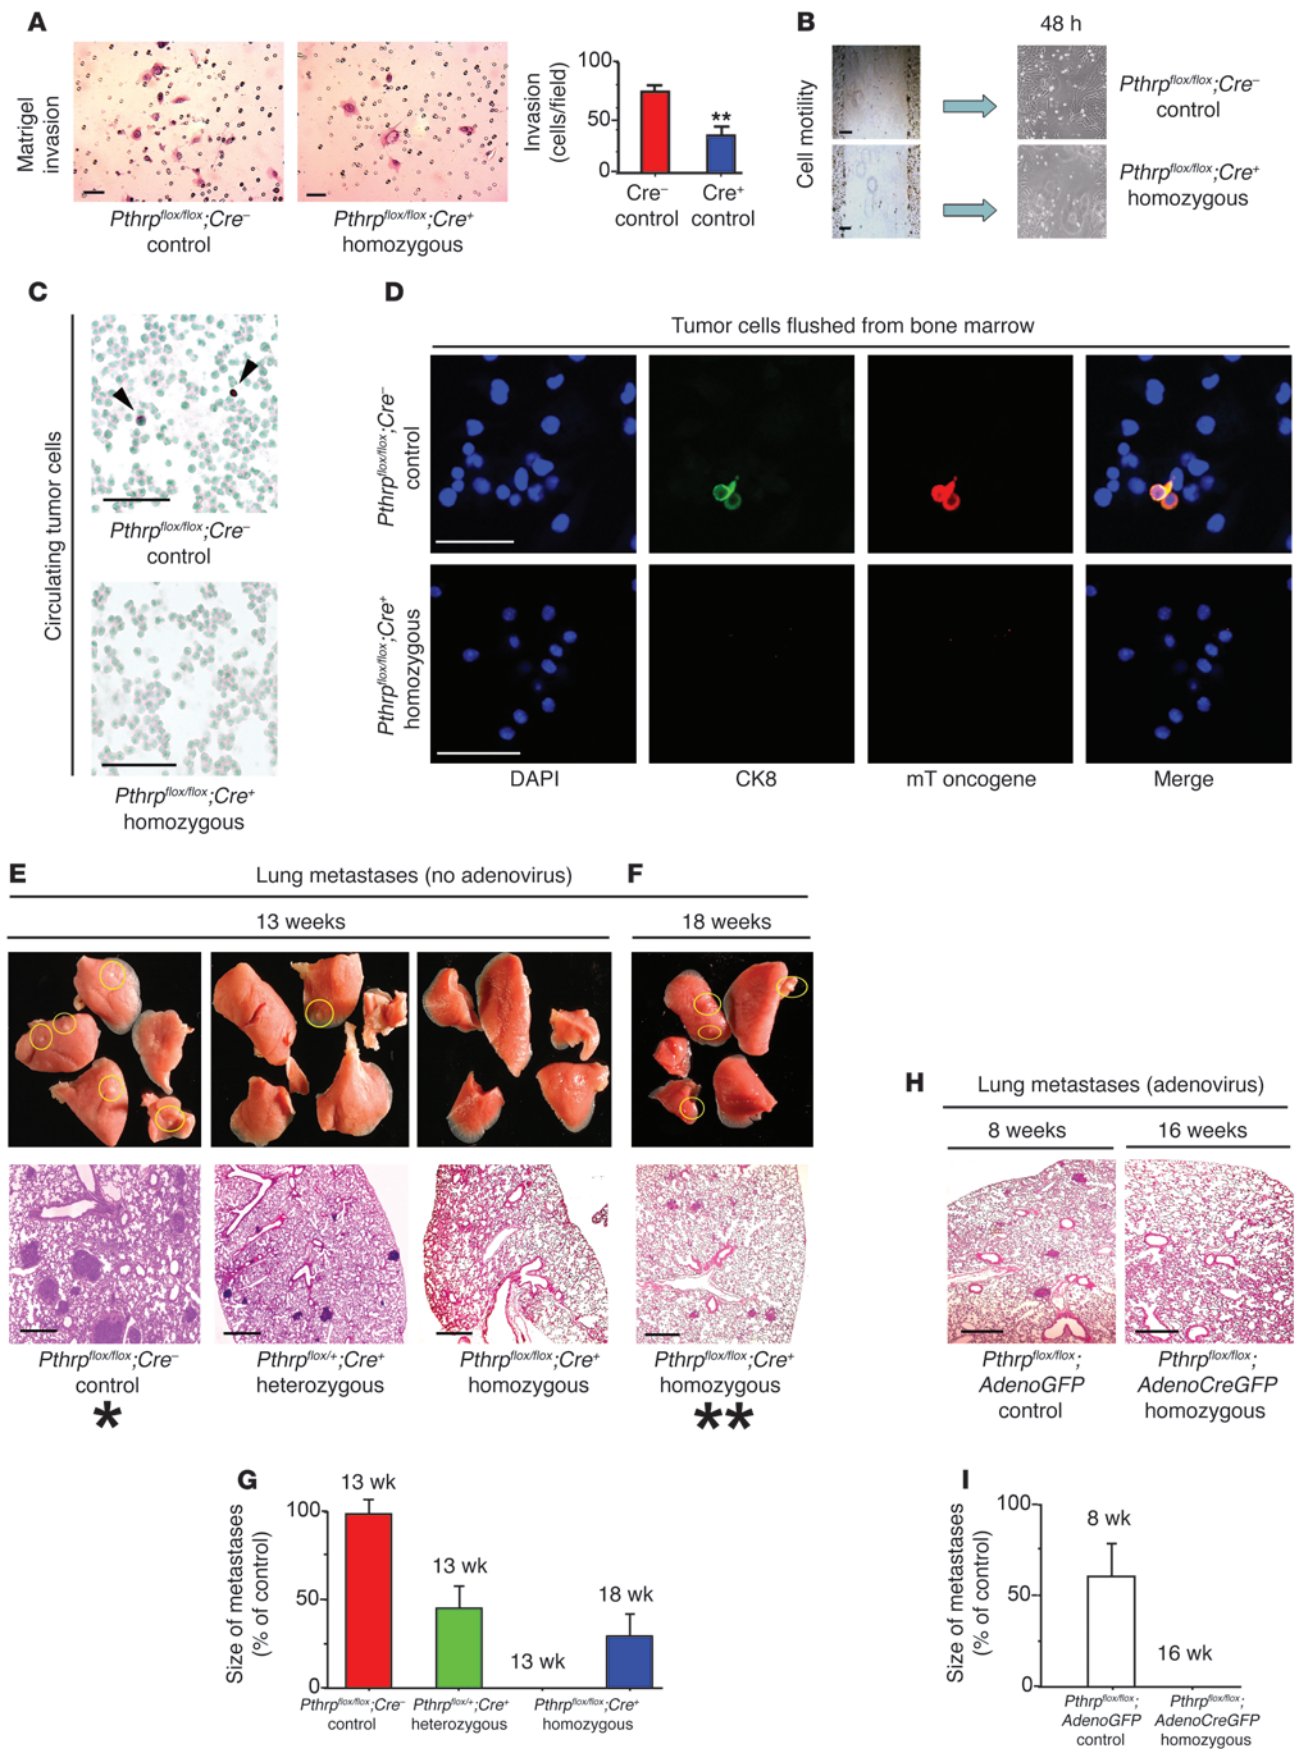 A
Matrigel
invasion
Pthrpflox/flox;Cre–
control
Pthrpflox/flox;Cre+
homozygous
Invasion
(cells/field)
100
50
0
**
Cre–
control
Cre+
control
B
48 h
Cell motility
Pthrpflox/flox;Cre–
control
Pthrpflox/flox;Cre+
homozygous
C
Circulating tumor cells
Pthrpflox/flox;Cre–
control
Pthrpflox/flox;Cre+
homozygous
D
Tumor cells flushed from bone marrow
Pthrpflox/flox;Cre–
control
Pthrpflox/flox;Cre+
homozygous
DAPI
CK8
mT oncogene
Merge
E
F
Lung metastases (no adenovirus)
13 weeks
18 weeks
Pthrpflox/flox;Cre–
control
*
Pthrpflox/+;Cre+
heterozygous
Pthrpflox/flox;Cre+
homozygous
Pthrpflox/flox;Cre+
homozygous
**
H
Lung metastases (adenovirus)
8 weeks
16 weeks
Pthrpflox/flox;
AdenoGFP
control
Pthrpflox/flox;
AdenoCreGFP
homozygous
G
Size of metastases
(% of control)
100
50
0
13 wk
13 wk
13 wk
18 wk
Pthrpflox/flox;Cre–
control
Pthrpflox/+;Cre+
heterozygous
Pthrpflox/flox;Cre+
homozygous
I
Size of metastases
(% of control)
100
50
0
8 wk
16 wk
Pthrpflox/flox;
AdenoGFP
control
Pthrpflox/flox;
AdenoCreGFP
homozygous